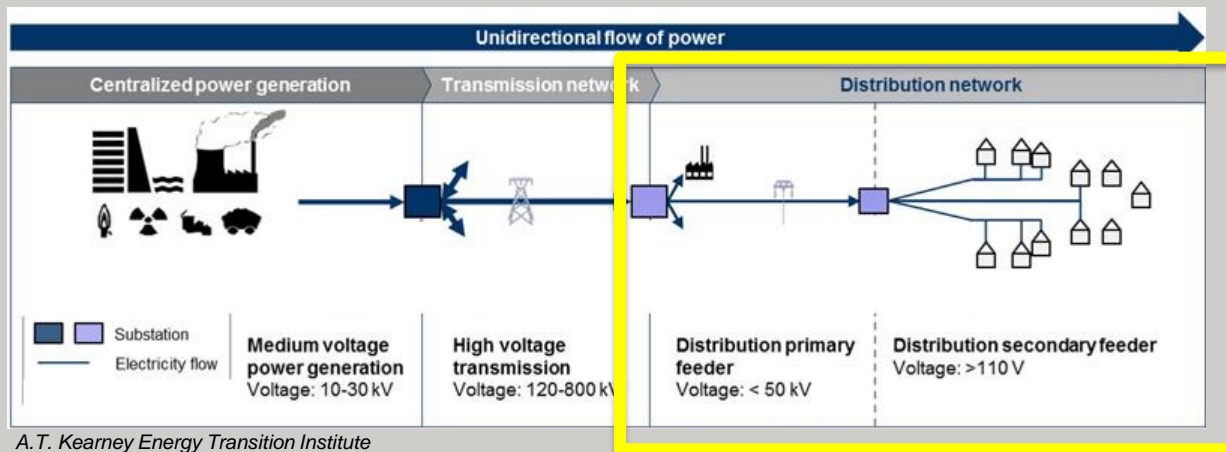 Unidirectional flow of power
Centralized power generation
Transmission network
Distribution network
Substation
Electricity flow
Medium voltage
power generation
Voltage: 10-30 kV
High voltage
transmission
Voltage: 120-800 kV
Distribution primary
feeder
Voltage: < 50 kV
Distribution secondary feeder
Voltage: >110 V
A.T. Kearney Energy Transition Institute